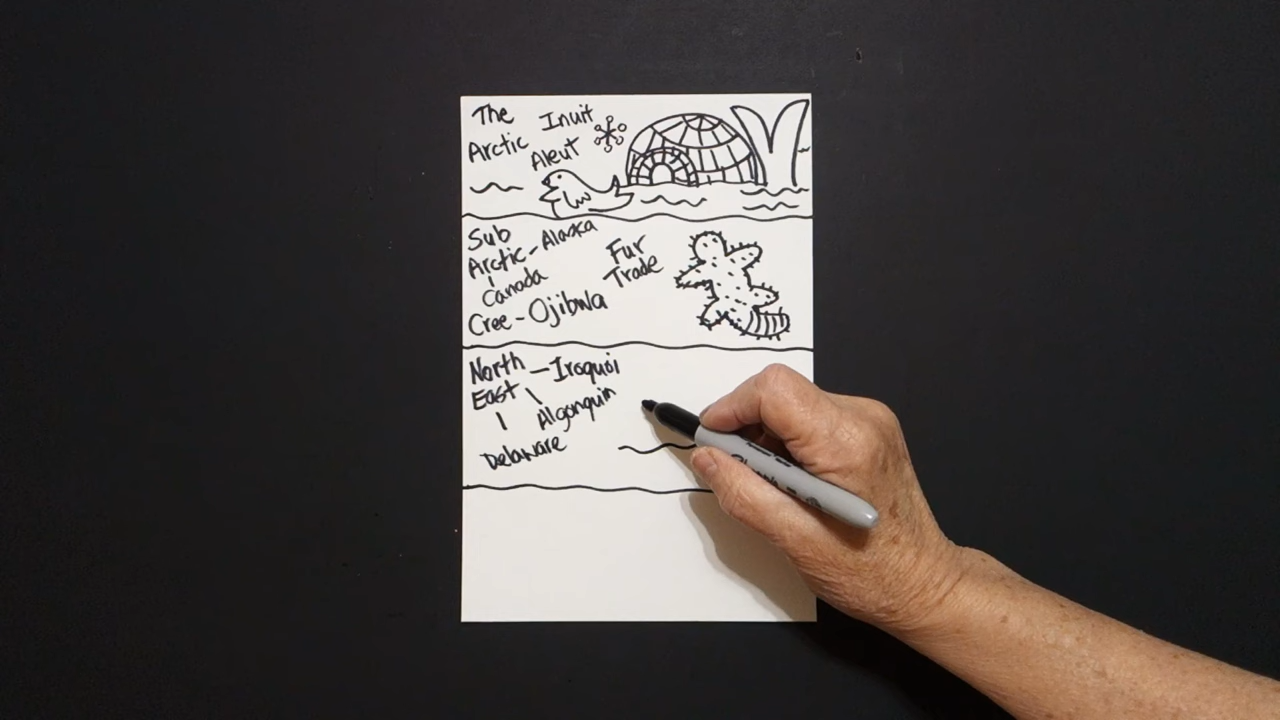 The
Arctic
Inuit
Aleut
Sub
Arctic - Alaska
Canada
Cree - Ojibwa
Fur
Trade
North
East
Iroquoi
Algonquin
Delaware